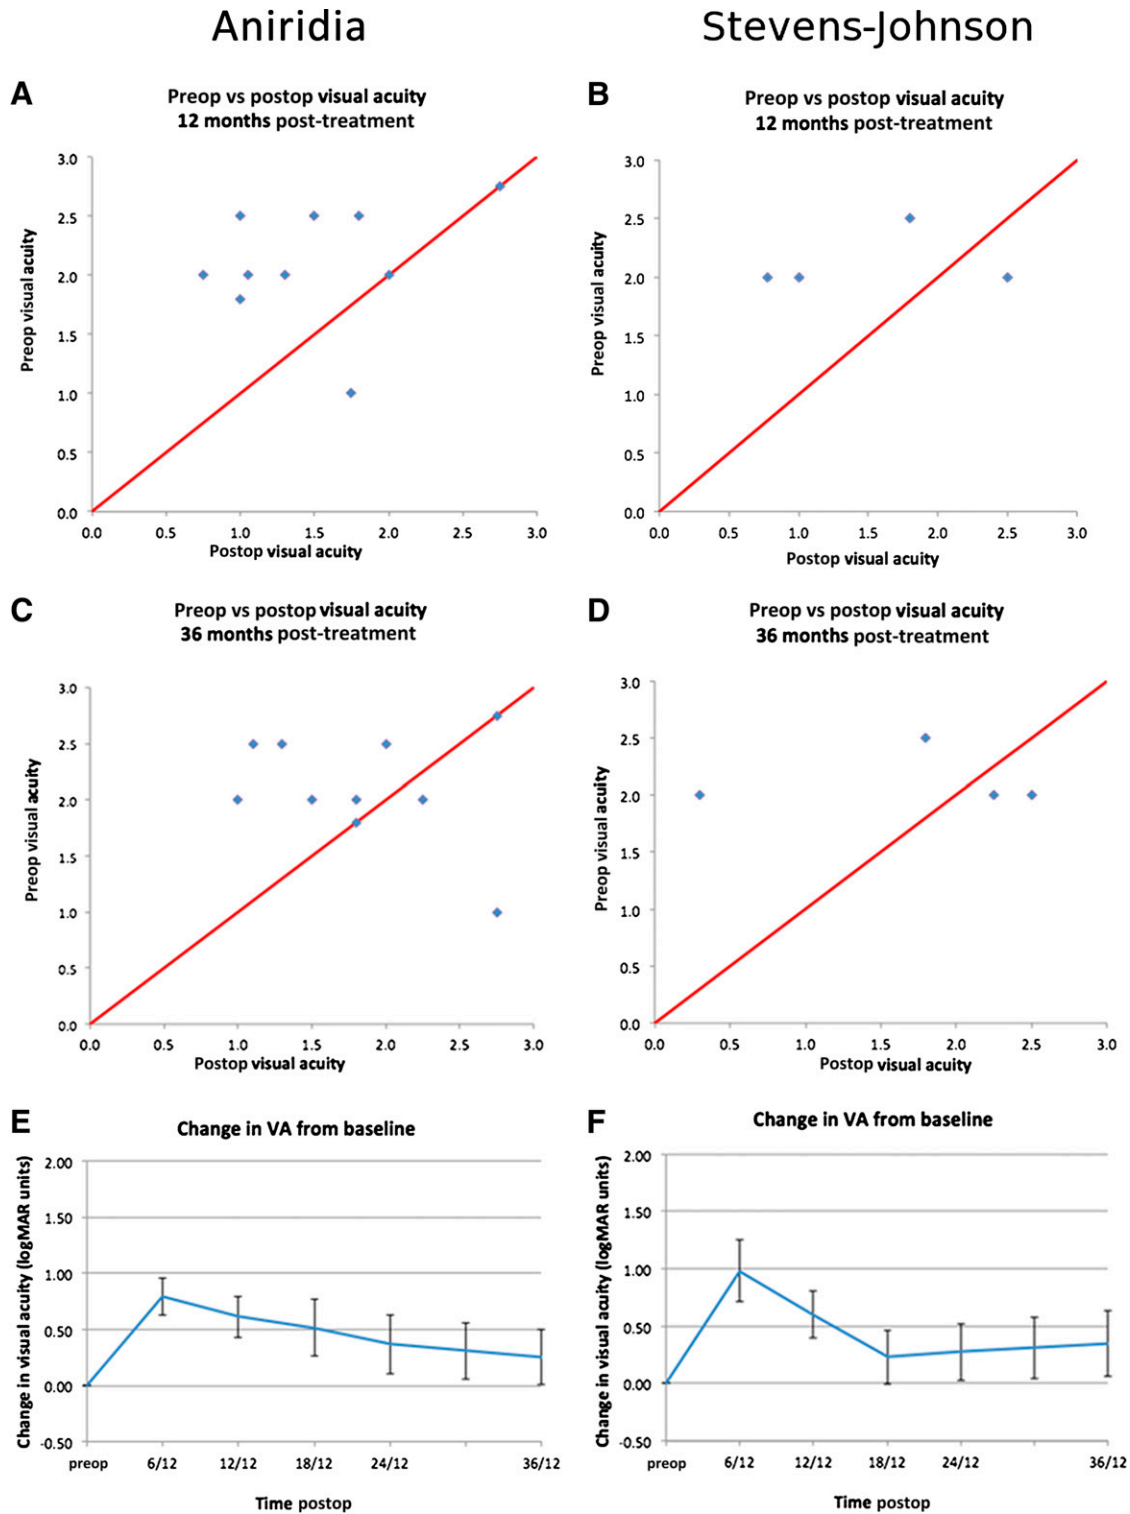 Aniridia
Stevens-Johnson
A
Preop vs postop visual acuity
12 months post-treatment
Preop visual acuity
3.0
2.5
2.0
1.5
1.0
0.5
0.0
0.0 0.5 1.0 1.5 2.0 2.5 3.0
Postop visual acuity
B
Preop vs postop visual acuity
12 months post-treatment
Preop visual acuity
3.0
2.5
2.0
1.5
1.0
0.5
0.0
0.0 0.5 1.0 1.5 2.0 2.5 3.0
Postop visual acuity
C
Preop vs postop visual acuity
36 months post-treatment
Preop visual acuity
3.0
2.5
2.0
1.5
1.0
0.5
0.0
0.0 0.5 1.0 1.5 2.0 2.5 3.0
Postop visual acuity
D
Preop vs postop visual acuity
36 months post-treatment
Preop visual acuity
3.0
2.5
2.0
1.5
1.0
0.5
0.0
0.0 0.5 1.0 1.5 2.0 2.5 3.0
Postop visual acuity
E
Change in VA from baseline
Change in visual acuity (logMAR units)
2.00
1.50
1.00
0.50
0.00
-0.50
preop 6/12 12/12 18/12 24/12 36/12
Time postop
F
Change in VA from baseline
Change in visual acuity (logMAR units)
2.00
1.50
1.00
0.50
0.00
-0.50
preop 6/12 12/12 18/12 24/12 36/12
Time postop